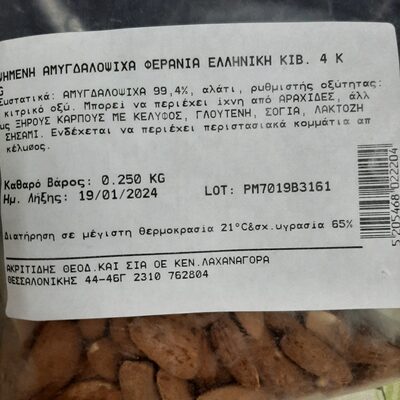 ΨΗΜΕΝΗ ΑΜΥΓΔΑΛΟΨΙΧΑ ΦΕΡΑΝΙΑ ΕΛΛΗΝΙΚΗ ΚΙΒ. 4 Κ
G
Συστατικά: ΑΜΥΓΔΑΛΟΨΙΧΑ 99,4%, αλάτι, ρυθμιστής οξύτητας:
κιτρικό οξύ. Μπορεί να περιέχει ίχνη από ΑΡΑΧΙΔΕΣ, άλλ
υς ΞΗΡΟΥΣ ΚΑΡΠΟΥΣ ΜΕ ΚΕΛΥΦΟΣ, ΓΛΟΥΤΕΝΗ, ΣΟΓΙΑ, ΛΑΚΤΟΖΗ
ΣΗΣΑΜΙ. Ενδέχεται να περιέχει περιστασιακά κομμάτια απ
κέλυφος.
Καθαρό Βάρος: 0.250 KG
Ημ. Λήξης: 19/01/2024
LOT: PM7019B3161
Διατήρηση σε μέγιστη θερμοκρασία 21°C&σχ.υγρασία 65%
ΑΚΡΙΤΙΔΗΣ ΘΕΟΔ.ΚΑΙ ΣΙΑ ΟΕ ΚΕΝ.ΛΑΧΑΝΑΓΟΡΑ
ΘΕΣΣΑΛΟΝΙΚΗΣ 44-46Γ 2310 762804
5205468022204